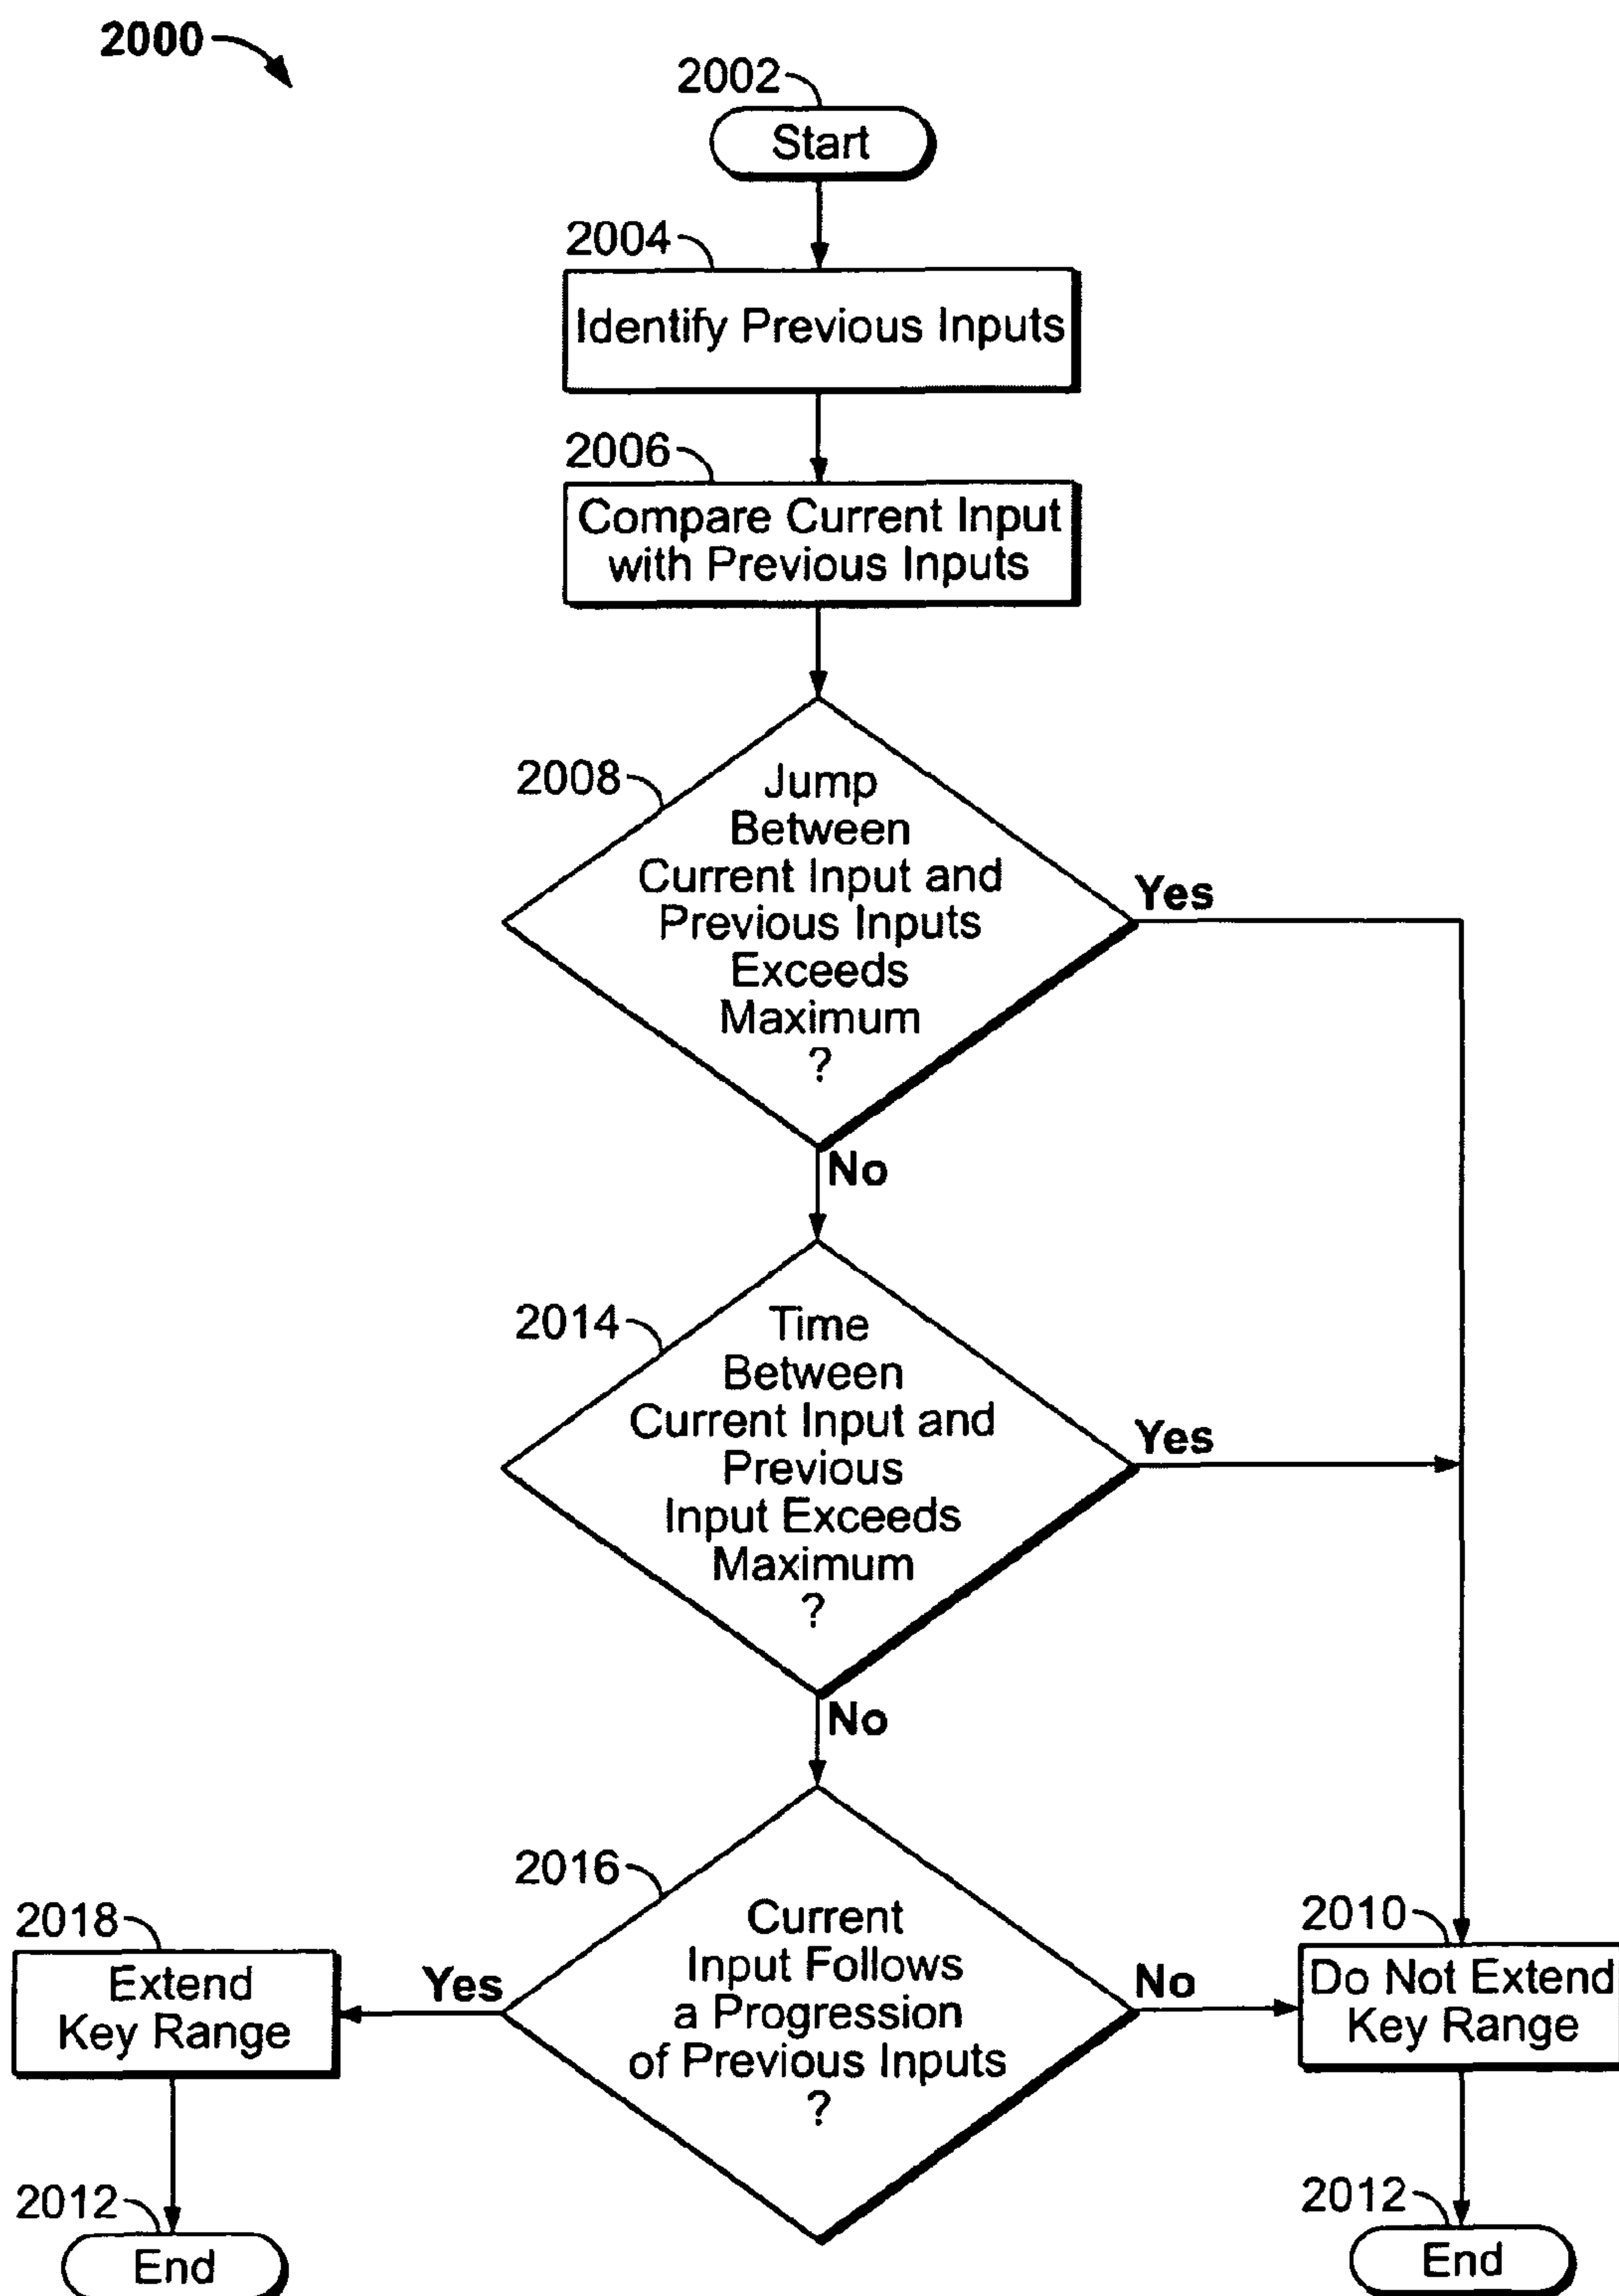 2000
2002
Start
2004
Identify Previous Inputs
2006
Compare Current Input
with Previous Inputs
2008
Jump
Between
Current Input and
Previous Inputs
Exceeds
Maximum
?
Yes
No
2014
Time
Between
Current Input and
Previous
Input Exceeds
Maximum
?
Yes
No
2016
Current
Input Follows
a Progression
of Previous Inputs
?
Yes
No
2018
Extend
Key Range
2010
Do Not Extend
Key Range
2012
End
2012
End